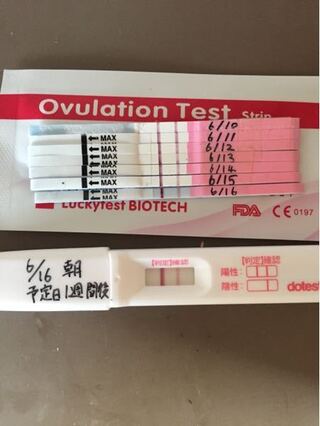 Ovulation Test Strip
6/10
MAX 6/11
MAX 6/12
MAX 6/13
MAX 6/14
MAX 6/15
MAX 6/16
Luckytest BIOTECH FDA CE 0197
6/16 朝
予定日1週間後
【判定】確認
【判定】確認
陽性:
陰性:
dotest